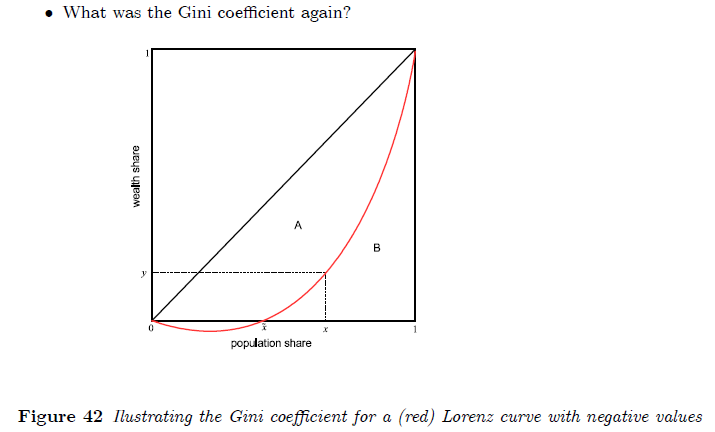 • What was the Gini coefficient again?
1
wealth share
A
B
y
0
x̃
x
1
population share
Figure 42 Ilustrating the Gini coefficient for a (red) Lorenz curve with negative values